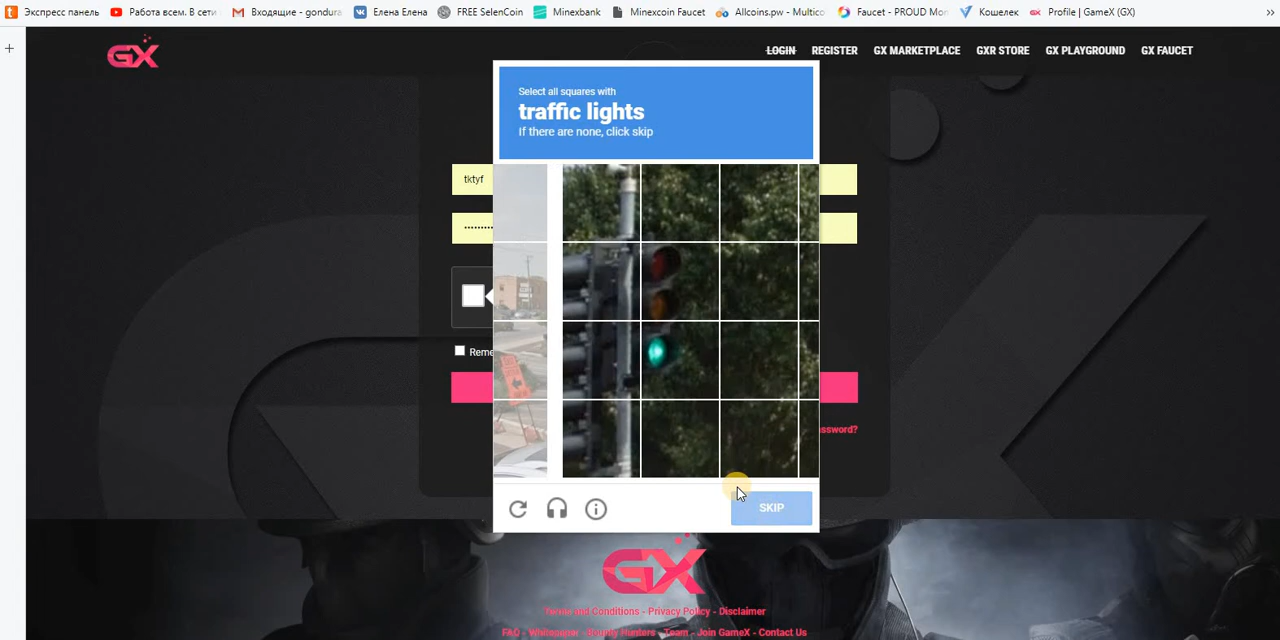 Экспресс панель Работа всем. В сети Входящие - gondura Елена Елена FREE SelenCoin Minexbank Minexcoin Faucet Allcoins.pw - Multico Faucet - PROUD Mon Кошелек Profile | GameX (GX) »
GX LOGIN REGISTER GX MARKETPLACE GXR STORE GX PLAYGROUND GX FAUCET
Select all squares with
traffic lights
If there are none, click skip
tktyf
Reme
assword?
SKIP
GX
Terms and Conditions - Privacy Policy - Disclaimer
FAQ - Whitepaper - Bounty Hunters - Team - Join GameX - Contact Us